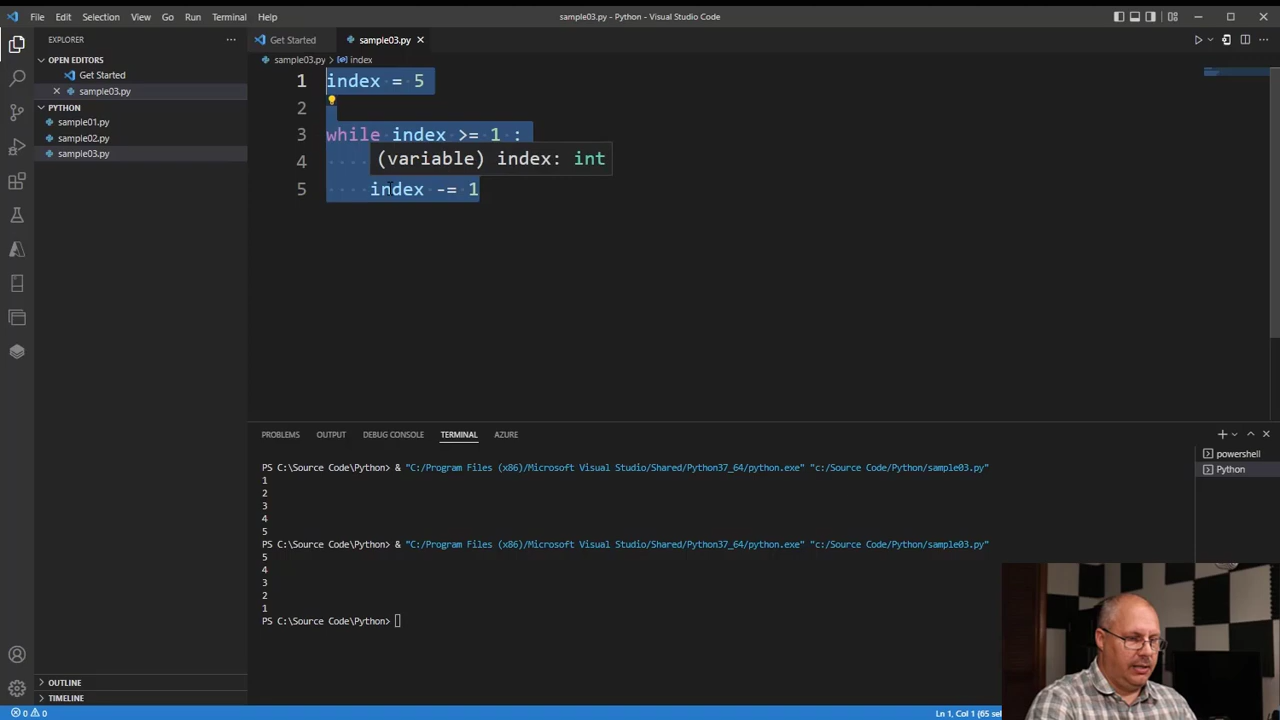 File Edit Selection View Go Run Terminal Help
sample03.py - Python - Visual Studio Code
EXPLORER
OPEN EDITORS
Get Started
sample03.py
PYTHON
sample01.py
sample02.py
sample03.py
OUTLINE
TIMELINE
Get Started
sample03.py
sample03.py > index
1 index = 5
2
3 while index >= 1 :
4
(variable) index: int
5 index -= 1
PROBLEMS OUTPUT DEBUG CONSOLE TERMINAL AZURE
PS C:\Source Code\Python> & "C:/Program Files (x86)/Microsoft Visual Studio/Shared/Python37_64/python.exe" "c:/Source Code/Python/sample03.py"
1
2
3
4
5
PS C:\Source Code\Python> & "C:/Program Files (x86)/Microsoft Visual Studio/Shared/Python37_64/python.exe" "c:/Source Code/Python/sample03.py"
5
4
3
2
1
PS C:\Source Code\Python>
powershell
Python
0 0
Ln 1, Col 1 (65 sel